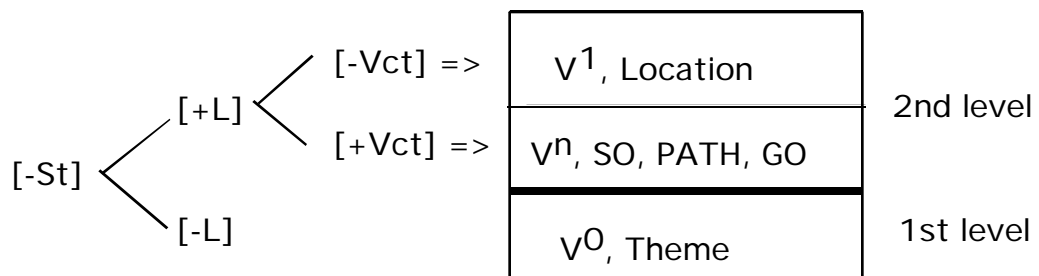 [-Vct] => V1, Location
[+L] 2nd level
[+Vct] => Vn, SO, PATH, GO
[-St]
[-L] V0, Theme 1st level